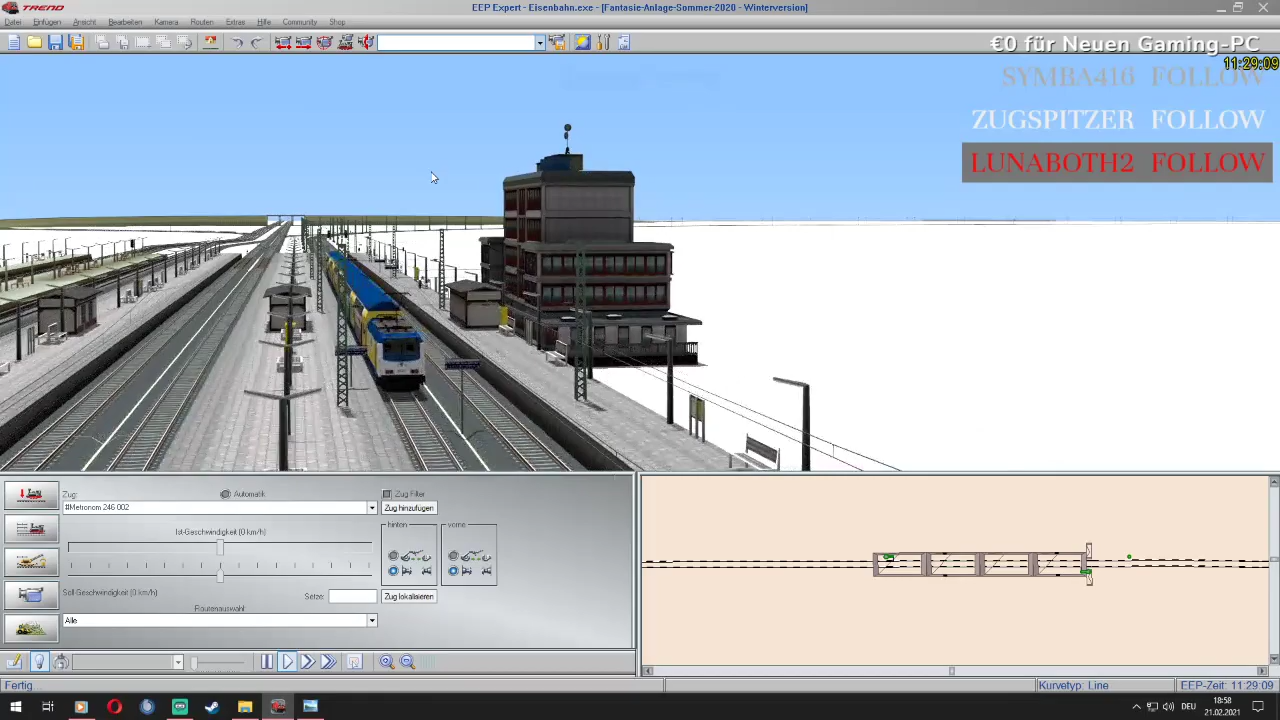 TREND
EEP Expert - Eisenbahn.exe - [Fantasie-Anlage-Sommer-2020 - Winterversion]
Datei Einfügen Ansicht Bearbeiten Kamera Routen Extras Hilfe Community Shop
€0 für Neuen Gaming-PC
11:29:09
SYMBA416 FOLLOW
ZUGSPITZER FOLLOW
LUNABOTH2 FOLLOW
Zug:
Automatik
Zug Filter
#Metronom 246 002
Zug hinzufügen
Ist-Geschwindigkeit (0 km/h)
hinten
vorne
Soll-Geschwindigkeit (0 km/h)
Setze:
Zug lokalisieren
Routenauswahl:
Alle
Fertig...
Kurvetyp: Line
EEP-Zeit: 11:29:09
DEU
18:58
21.02.2021